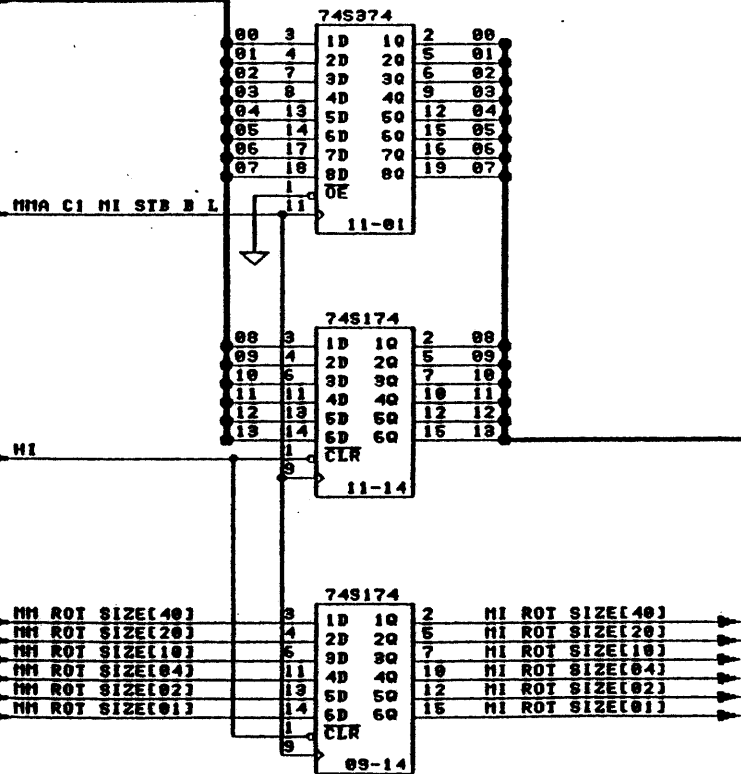 74S374
00 3 1D 1Q 2 00
01 4 2D 2Q 5 01
02 7 3D 3Q 6 02
03 8 4D 4Q 9 03
04 13 5D 5Q 12 04
05 14 6D 6Q 15 05
06 17 7D 7Q 16 06
07 18 8D 8Q 19 07
1 OE
MMA C1 MI STB B L 11
11-01
74S174
08 3 1D 1Q 2 08
09 4 2D 2Q 5 09
10 6 3D 3Q 7 10
11 11 4D 4Q 10 11
12 13 5D 5Q 12 12
13 14 6D 6Q 15 13
HI 1 CLR
9
11-14
74S174
MM ROT SIZE[40] 3 1D 1Q 2 MI ROT SIZE[40]
MM ROT SIZE[20] 4 2D 2Q 5 MI ROT SIZE[20]
MM ROT SIZE[10] 6 3D 3Q 7 MI ROT SIZE[10]
MM ROT SIZE[04] 11 4D 4Q 10 MI ROT SIZE[04]
MM ROT SIZE[02] 13 5D 5Q 12 MI ROT SIZE[02]
MM ROT SIZE[01] 14 6D 6Q 15 MI ROT SIZE[01]
1 CLR
9
09-14